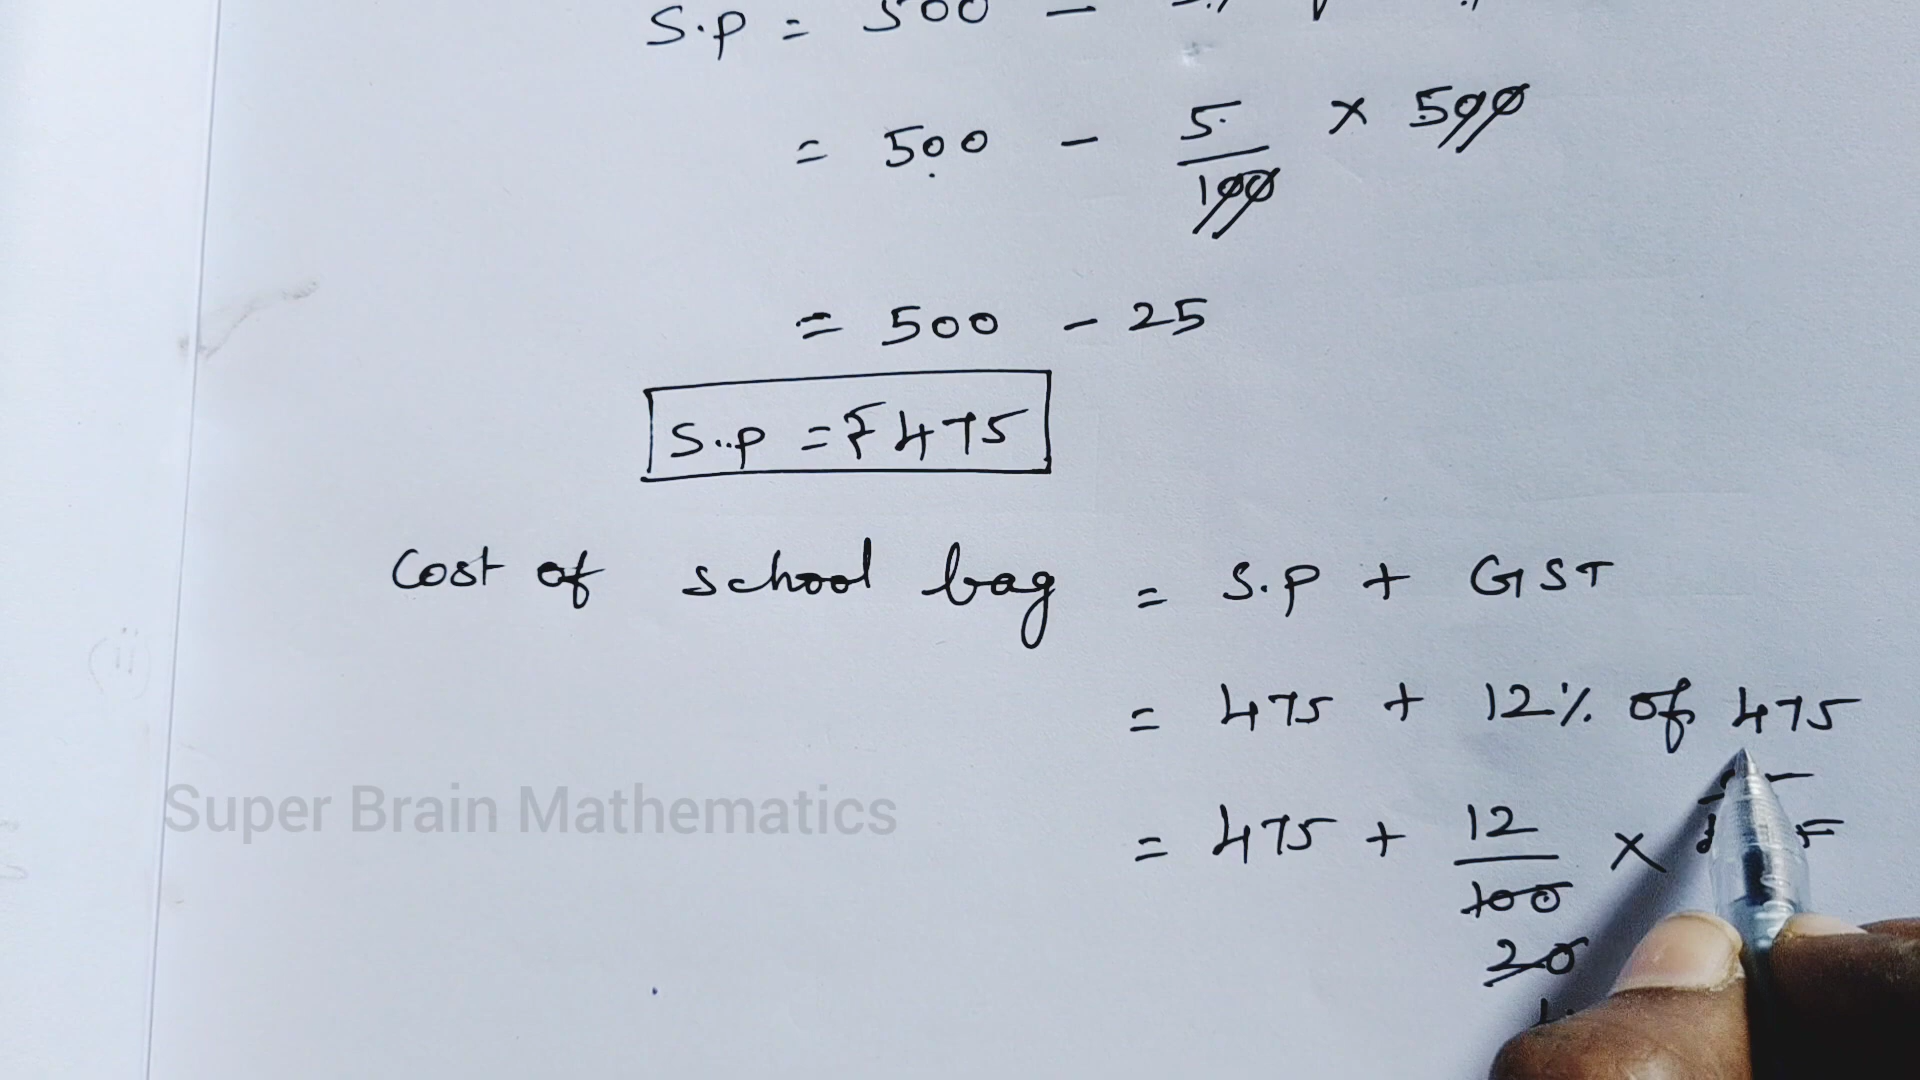 S.P = 500 -
= 500 - 5/100 × 500
= 500 - 25
S.P = ₹475
Cost of school bag = S.P + GST
= 475 + 12% of 475
= 475 + 12/100 ×
20
Super Brain Mathematics